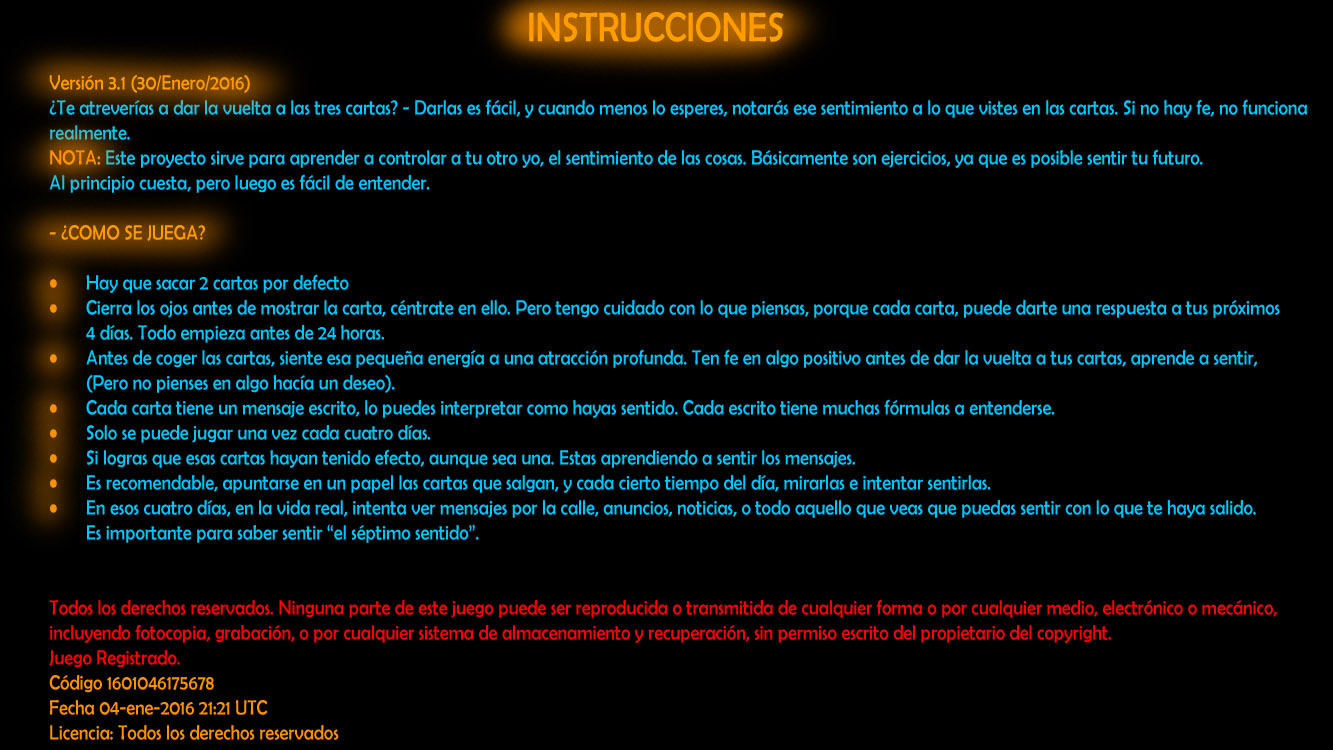 INSTRUCCIONES
Versión 3.1 (30/Enero/2016)
¿Te atreverías a dar la vuelta a las tres cartas? - Darlas es fácil, y cuando menos lo esperes, notarás ese sentimiento a lo que vistes en las cartas. Si no hay fe, no funciona
realmente.
NOTA: Este proyecto sirve para aprender a controlar a tu otro yo, el sentimiento de las cosas. Básicamente son ejercicios, ya que es posible sentir tu futuro.
Al principio cuesta, pero luego es fácil de entender.
- ¿COMO SE JUEGA?
• Hay que sacar 2 cartas por defecto
• Cierra los ojos antes de mostrar la carta, céntrate en ello. Pero tengo cuidado con lo que piensas, porque cada carta, puede darte una respuesta a tus próximos
4 días. Todo empieza antes de 24 horas.
• Antes de coger las cartas, siente esa pequeña energía a una atracción profunda. Ten fe en algo positivo antes de dar la vuelta a tus cartas, aprende a sentir,
(Pero no pienses en algo hacía un deseo).
• Cada carta tiene un mensaje escrito, lo puedes interpretar como hayas sentido. Cada escrito tiene muchas fórmulas a entenderse.
• Solo se puede jugar una vez cada cuatro días.
• Si logras que esas cartas hayan tenido efecto, aunque sea una. Estas aprendiendo a sentir los mensajes.
• Es recomendable, apuntarse en un papel las cartas que salgan, y cada cierto tiempo del día, mirarlas e intentar sentirlas.
• En esos cuatro días, en la vida real, intenta ver mensajes por la calle, anuncios, noticias, o todo aquello que veas que puedas sentir con lo que te haya salido.
Es importante para saber sentir “el séptimo sentido”.
Todos los derechos reservados. Ninguna parte de este juego puede ser reproducida o transmitida de cualquier forma o por cualquier medio, electrónico o mecánico,
incluyendo fotocopia, grabación, o por cualquier sistema de almacenamiento y recuperación, sin permiso escrito del propietario del copyright.
Juego Registrado.
Código 1601046175678
Fecha 04-ene-2016 21:21 UTC
Licencia: Todos los derechos reservados